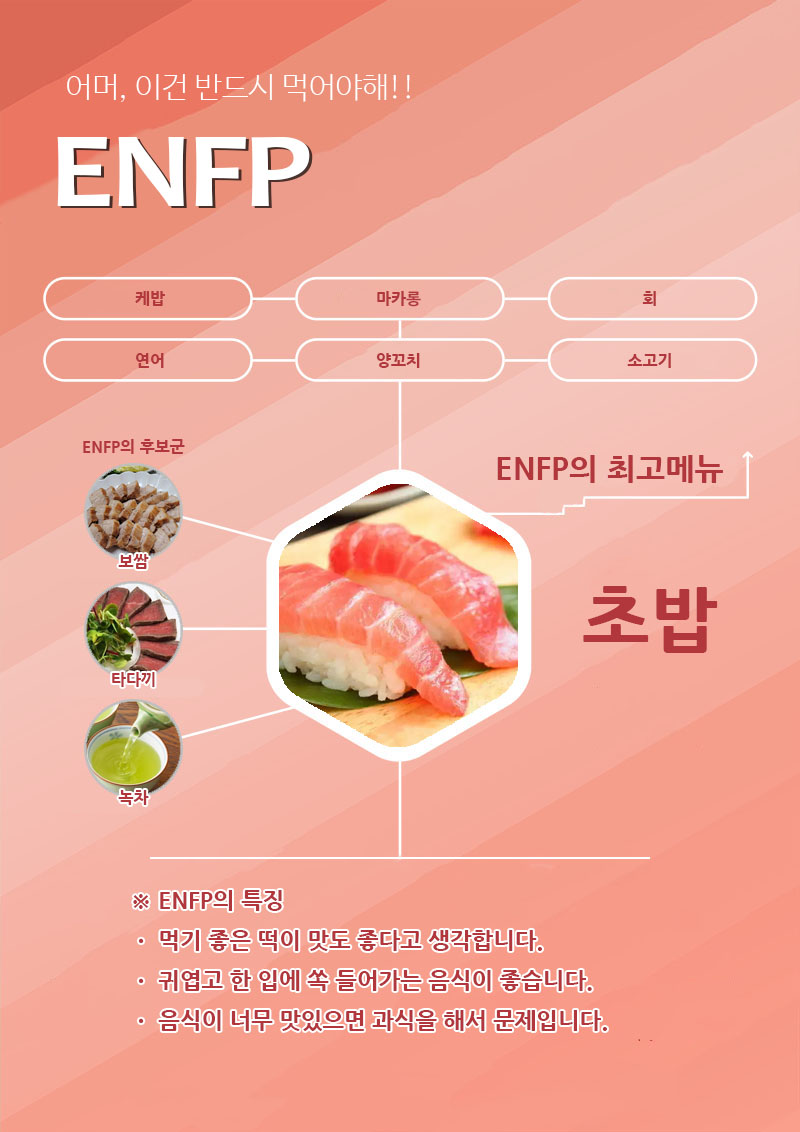 어머, 이건 반드시 먹어야해!!
ENFP
케밥 마카롱 회
연어 양꼬치 소고기
ENFP의 후보군
보쌈
타다끼
녹차
ENFP의 최고메뉴
초밥
※ ENFP의 특징
· 먹기 좋은 떡이 맛도 좋다고 생각합니다.
· 귀엽고 한 입에 쏙 들어가는 음식이 좋습니다.
· 음식이 너무 맛있으면 과식을 해서 문제입니다.